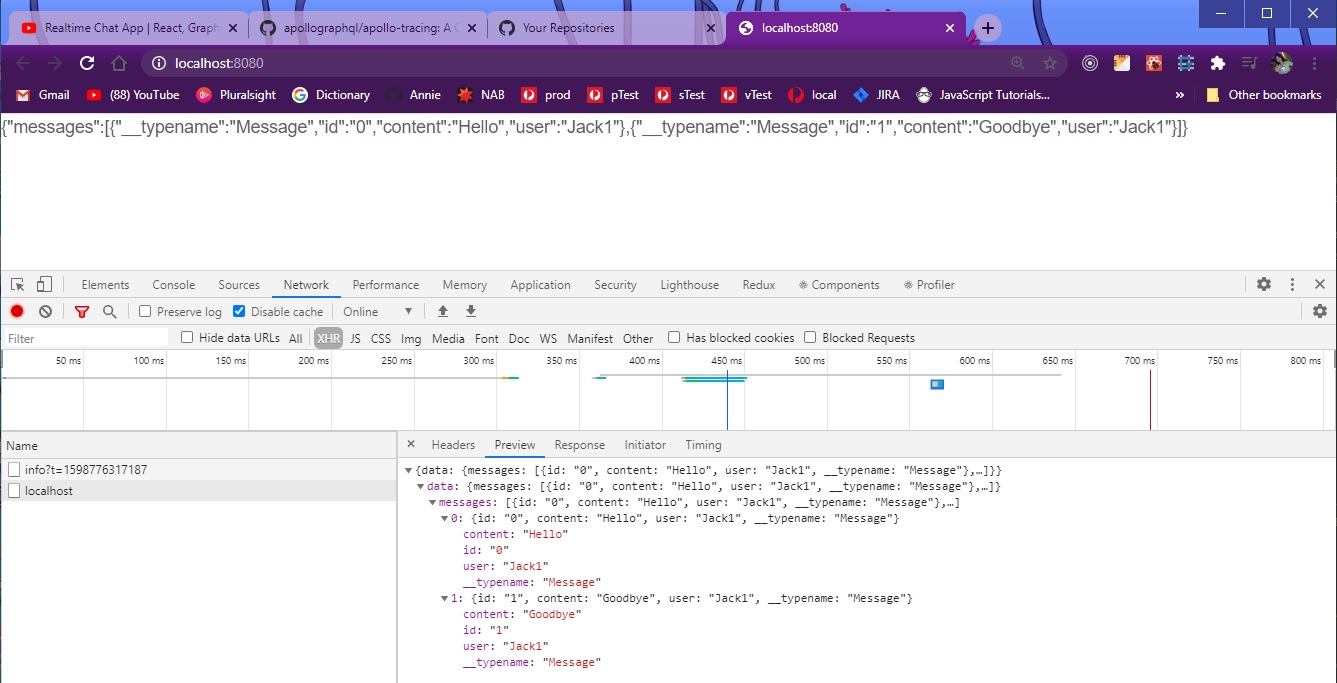 Realtime Chat App | React, Graph
apollographql/apollo-tracing: A G
Your Repositories
localhost:8080
localhost:8080
Gmail (88) YouTube Pluralsight Dictionary Annie NAB prod pTest sTest vTest local JIRA JavaScript Tutorials... » Other bookmarks
{"messages":[{"__typename":"Message","id":"0","content":"Hello","user":"Jack1"},{"__typename":"Message","id":"1","content":"Goodbye","user":"Jack1"}]}
Elements Console Sources Network Performance Memory Application Security Lighthouse Redux Components Profiler
Preserve log Disable cache Online
Filter Hide data URLs All XHR JS CSS Img Media Font Doc WS Manifest Other Has blocked cookies Blocked Requests
50 ms 100 ms 150 ms 200 ms 250 ms 300 ms 350 ms 400 ms 450 ms 500 ms 550 ms 600 ms 650 ms 700 ms 750 ms 800 ms
Name
info?t=1598776317187
localhost
Headers Preview Response Initiator Timing
{data: {messages: [{id: "0", content: "Hello", user: "Jack1", __typename: "Message"},…]}}
data: {messages: [{id: "0", content: "Hello", user: "Jack1", __typename: "Message"},…]}
messages: [{id: "0", content: "Hello", user: "Jack1", __typename: "Message"},…]
0: {id: "0", content: "Hello", user: "Jack1", __typename: "Message"}
content: "Hello"
id: "0"
user: "Jack1"
__typename: "Message"
1: {id: "1", content: "Goodbye", user: "Jack1", __typename: "Message"}
content: "Goodbye"
id: "1"
user: "Jack1"
__typename: "Message"